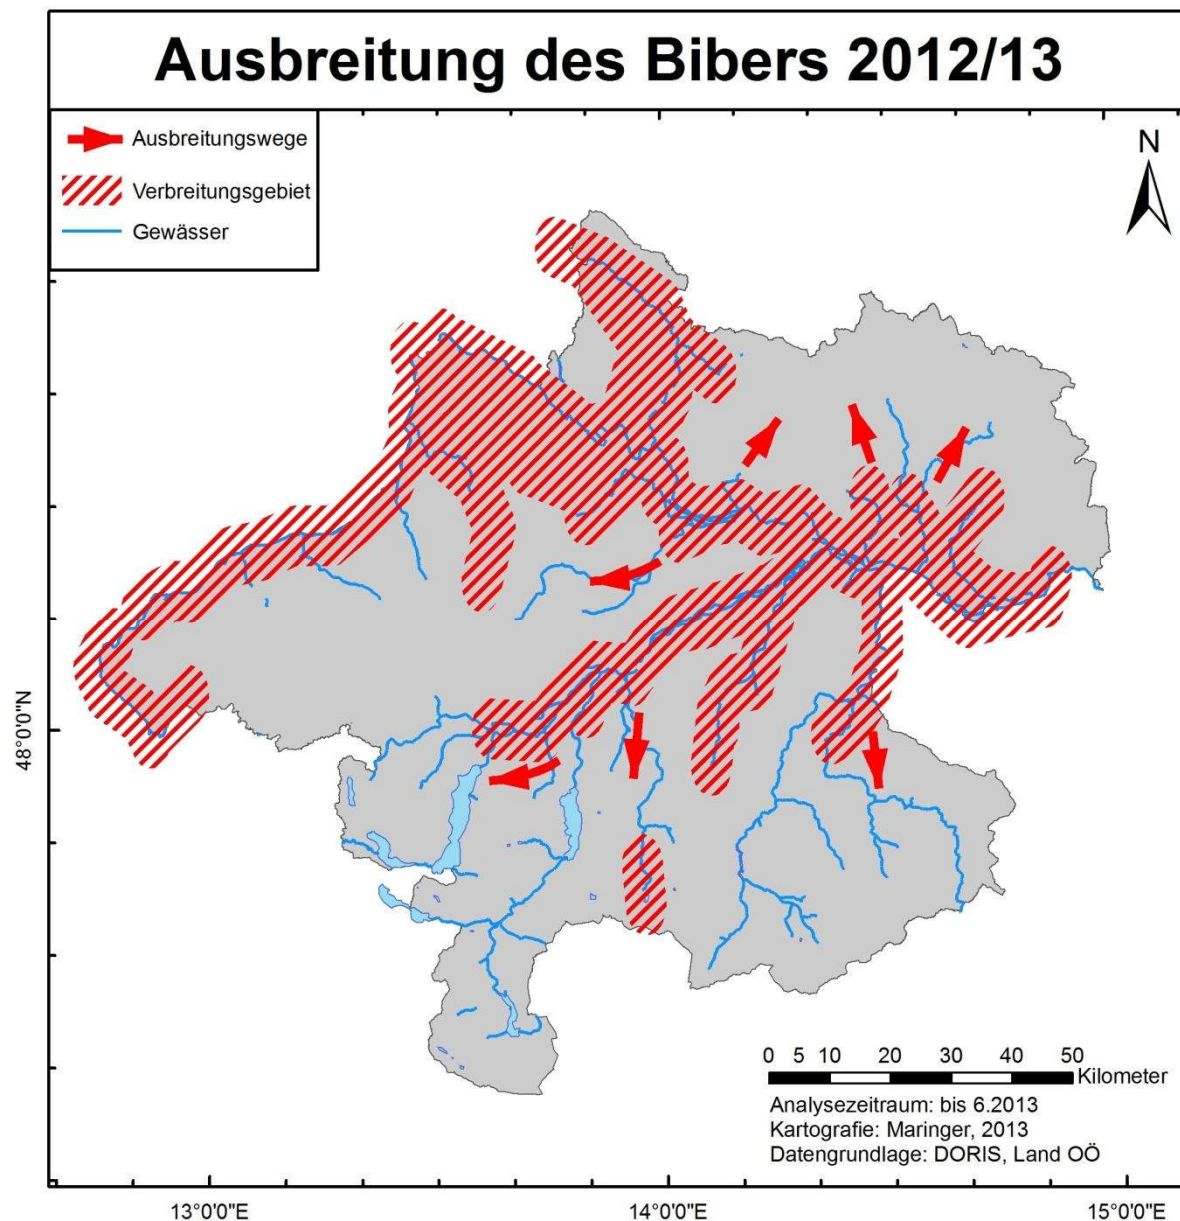 Ausbreitung des Bibers 2012/13
Ausbreitungswege
Verbreitungsgebiet
Gewässer
N
48°0'0"N
0 5 10 20 30 40 50
Kilometer
Analysezeitraum: bis 6.2013
Kartografie: Maringer, 2013
Datengrundlage: DORIS, Land OÖ
13°0'0"E 14°0'0"E 15°0'0"E